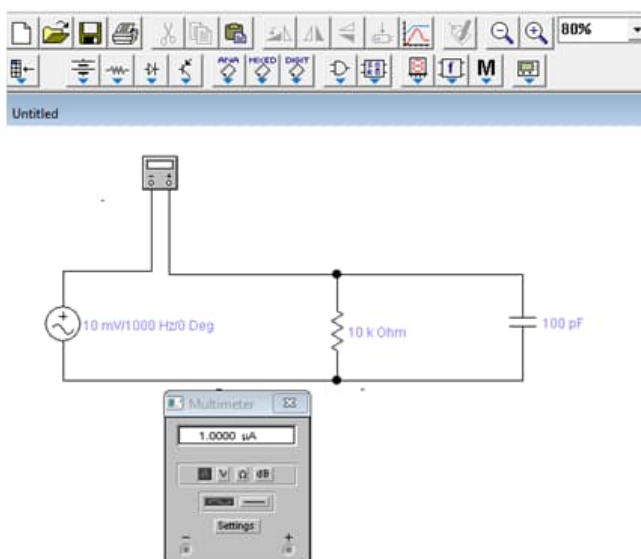 80%
ANA MIXED DIGIT
M
Untitled
10 mV/1000 Hz/0 Deg
10 k Ohm
100 pF
Multimeter
1.0000 µA
V Ω dB
Settings
- +